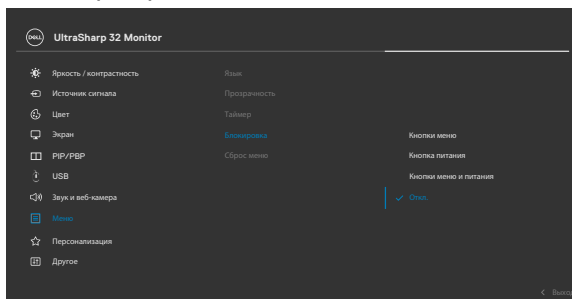 DELL UltraSharp 32 Monitor
Яркость / контрастность Язык
Источник сигнала Прозрачность
Цвет Таймер
Экран Блокировка Кнопки меню
PIP/PBP Сброс меню Кнопка питания
USB Кнопки меню и питания
Звук и веб-камера Откл.
Меню
Персонализация
Другое
Выход